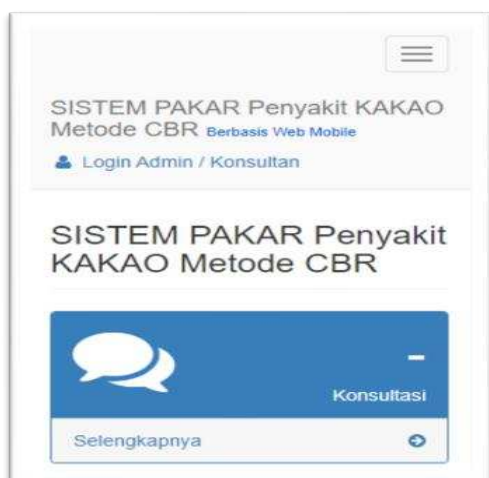 SISTEM PAKAR Penyakit KAKAO
Metode CBR Berbasis Web Mobile
Login Admin / Konsultan
SISTEM PAKAR Penyakit
KAKAO Metode CBR
-
Konsultasi
Selengkapnya